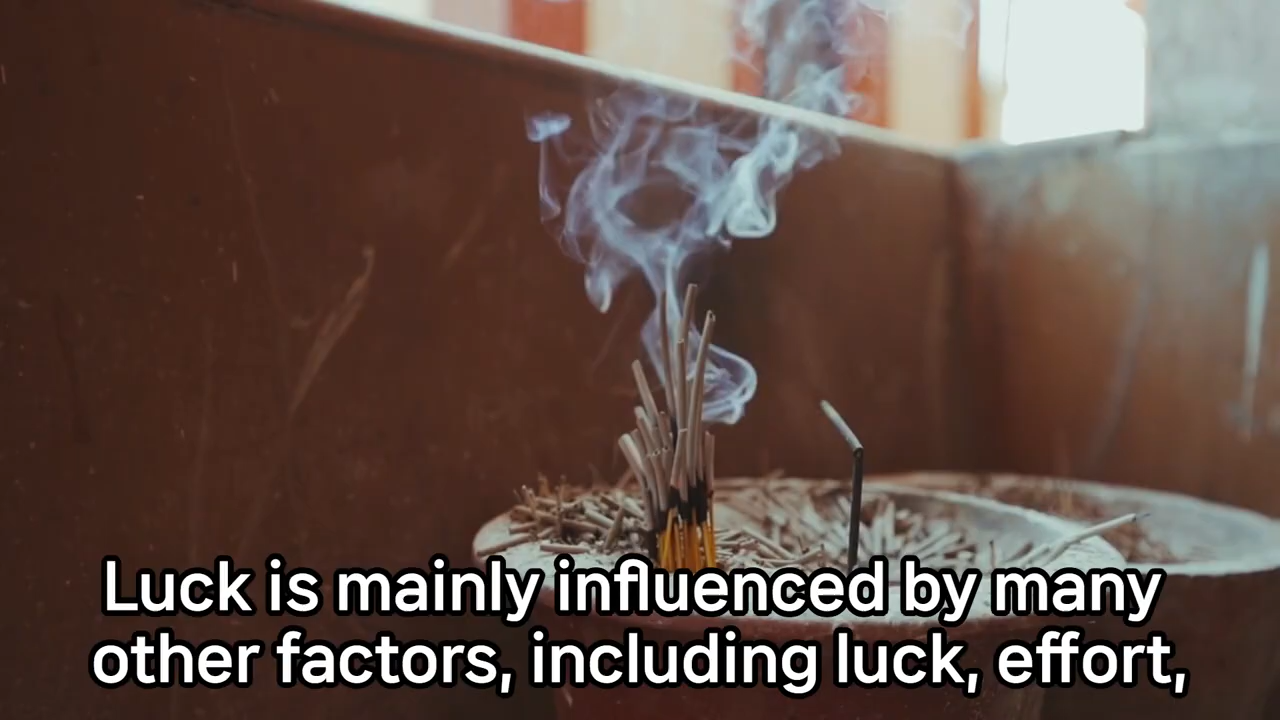 Luck is mainly influenced by many
other factors, including luck, effort,